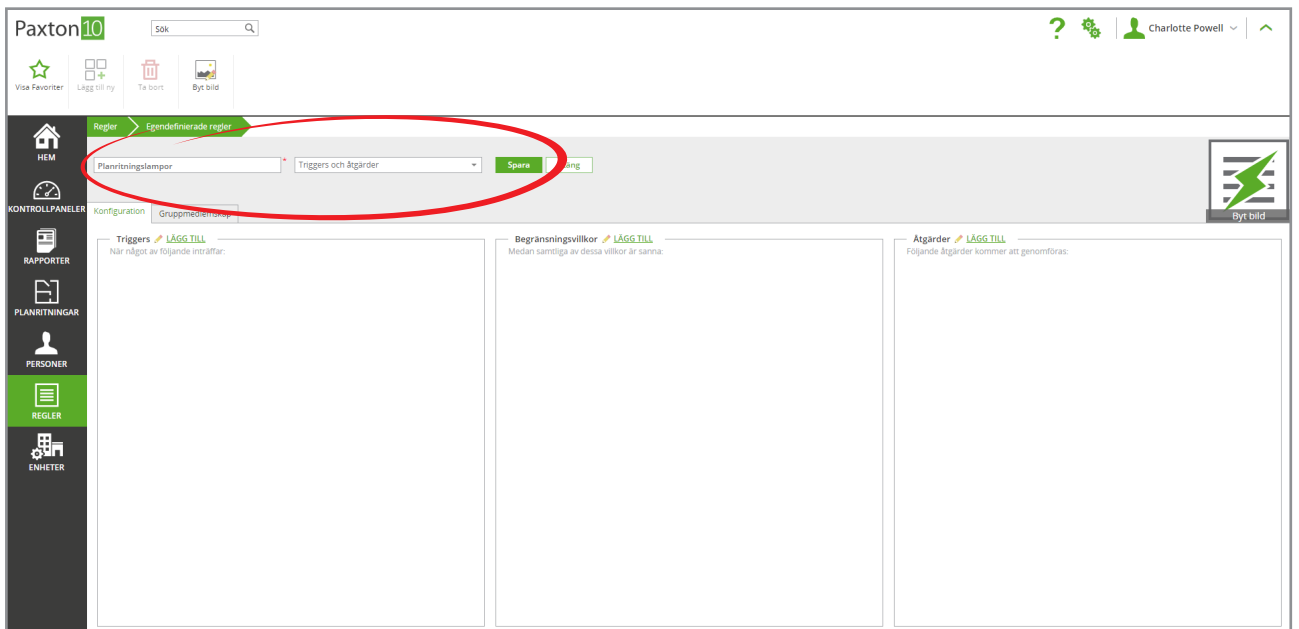 Paxton10
Sök
Charlotte Powell
Visa Favoriter
Lägg till ny
Ta bort
Byt bild
HEM
KONTROLLPANELER
RAPPORTER
PLANRITNINGAR
PERSONER
REGLER
ENHETER
Regler
Egendefinierade regler
Planritningslampor *
Triggers och åtgärder
Spara
Byt bild
Konfiguration
Gruppmedlemskap
Triggers LÄGG TILL
När något av följande inträffar:
Begränsningsvillkor LÄGG TILL
Medan samtliga av dessa villkor är sanna:
Åtgärder LÄGG TILL
Följande åtgärder kommer att genomföras: